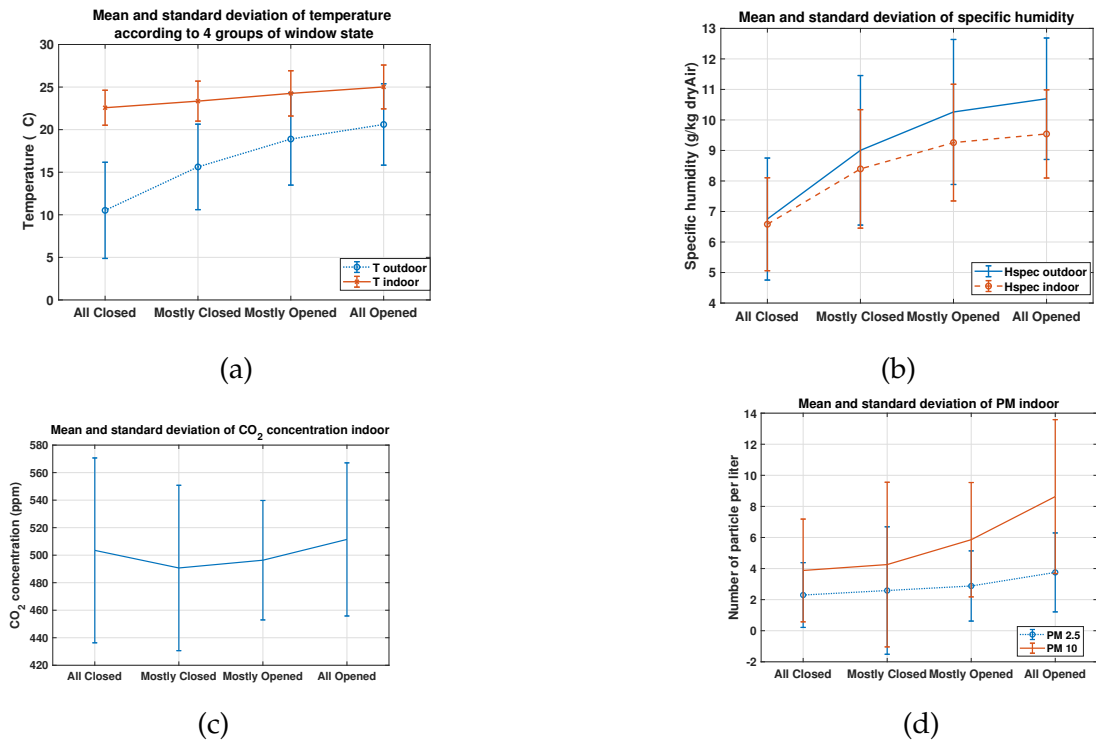 Mean and standard deviation of temperature
according to 4 groups of window state
30
25
20
15
10
5
0
Temperature ( C)
All Closed Mostly Closed Mostly Opened All Opened
T outdoor
T indoor
(a)
Mean and standard deviation of specific humidity
13
12
11
10
9
8
7
6
5
4
Specific humidity (g/kg dryAir)
All Closed Mostly Closed Mostly Opened All Opened
Hspec outdoor
Hspec indoor
(b)
Mean and standard deviation of CO2 concentration indoor
580
560
540
520
500
480
460
440
420
CO2 concentration (ppm)
All Closed Mostly Closed Mostly Opened All Opened
(c)
Mean and standard deviation of PM indoor
14
12
10
8
6
4
2
0
-2
Number of particle per liter
All Closed Mostly Closed Mostly Opened All Opened
PM 2.5
PM 10
(d)